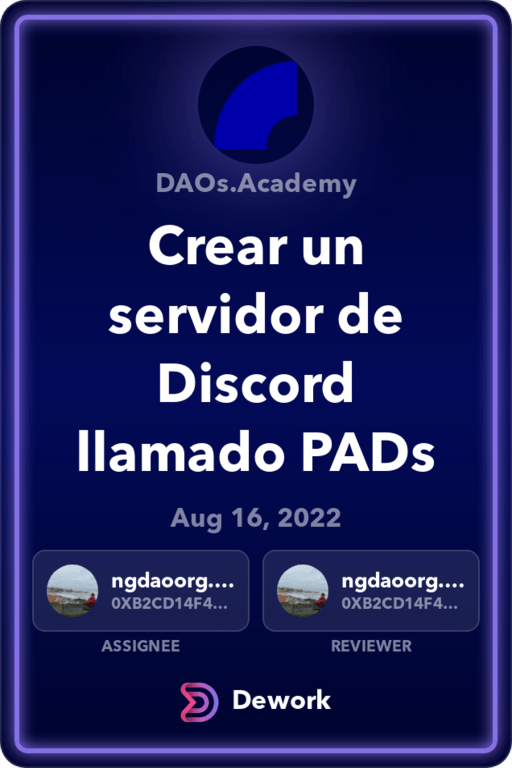 DAOs.Academy
Crear un
servidor de
Discord
llamado PADs
Aug 16, 2022
ngdaoorg.... ngdaoorg....
0XB2CD14F4... 0XB2CD14F4...
ASSIGNEE REVIEWER
Dework